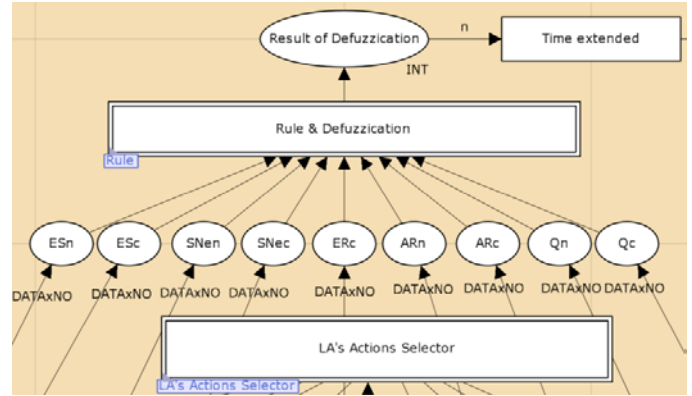 Result of Defuzzication
n
Time extended
INT
Rule & Defuzzication
Rule
ESn ESc SNen SNec ERc ARn ARc Qn Qc
DATAxNO DATAxNO DATAxNO DATAxNO DATAxNO DATAxNO DATAxNO DATAxNO DATAxNO
LA's Actions Selector
LA's Actions Selector